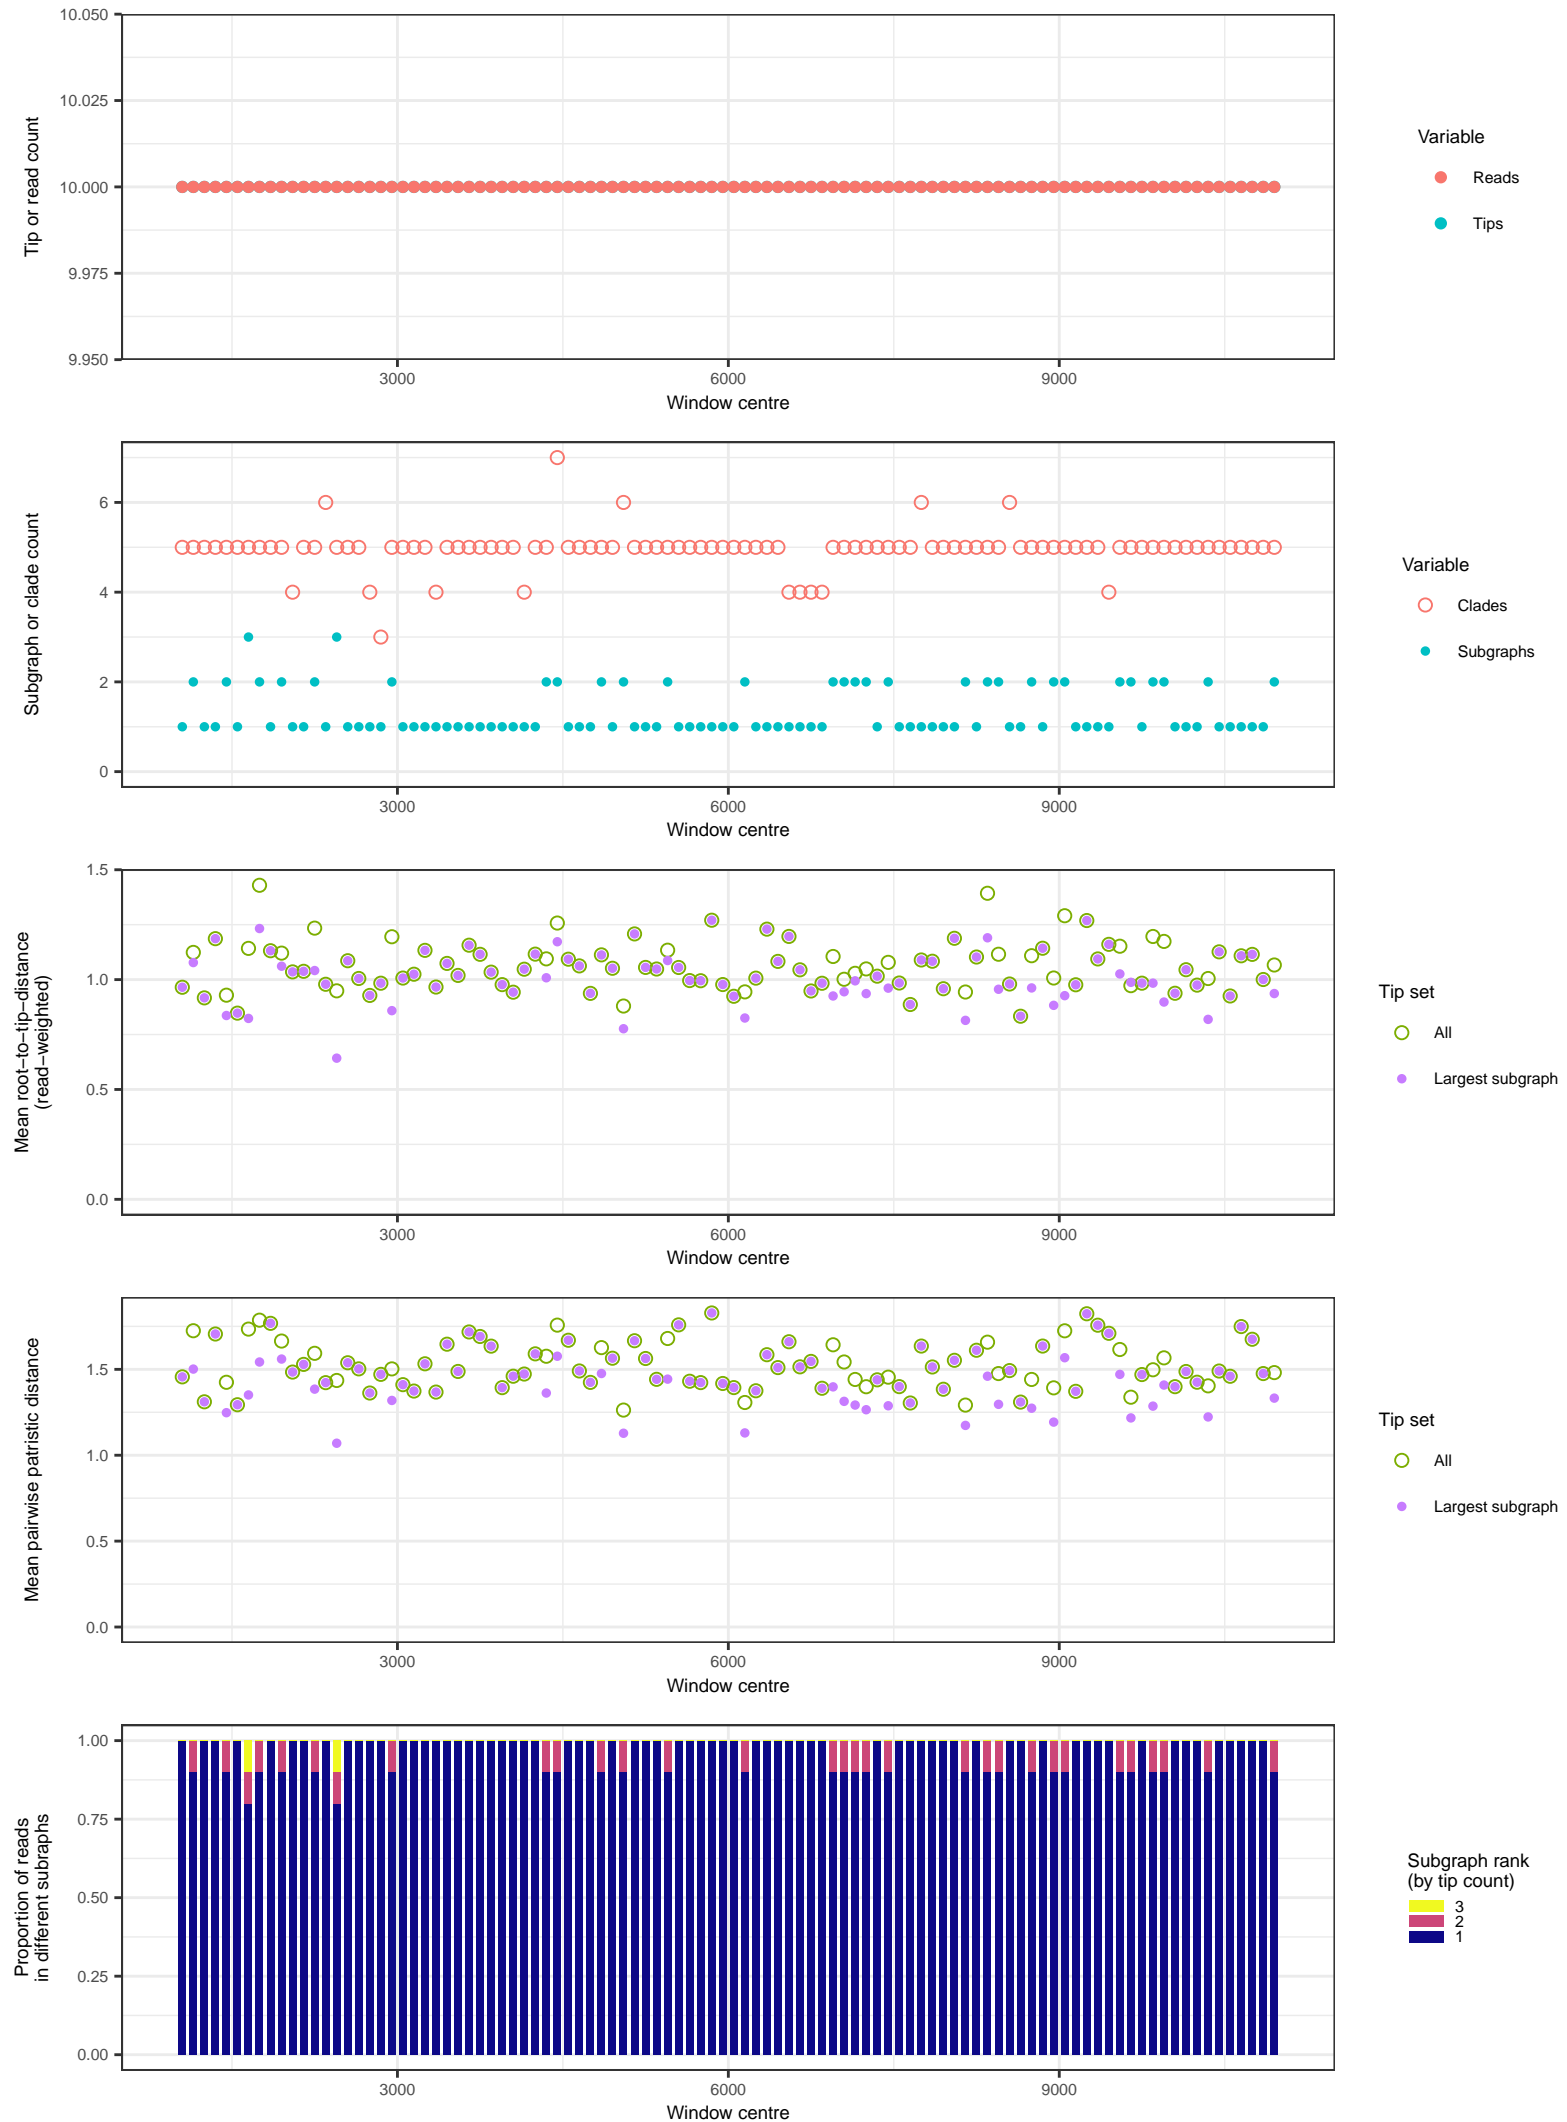 10.050
10.025
10.000
9.975
9.950
Tip or read count
3000 6000 9000
Window centre
Variable
Reads
Tips
6
4
2
0
Subgraph or clade count
3000 6000 9000
Window centre
Variable
Clades
Subgraphs
1.5
1.0
0.5
0.0
Mean root−to−tip−distance
(read−weighted)
3000 6000 9000
Window centre
Tip set
All
Largest subgraph
1.5
1.0
0.5
0.0
Mean pairwise patristic distance
3000 6000 9000
Window centre
Tip set
All
Largest subgraph
1.00
0.75
0.50
0.25
0.00
Proportion of reads
in different subraphs
3000 6000 9000
Window centre
Subgraph rank
(by tip count)
3
2
1